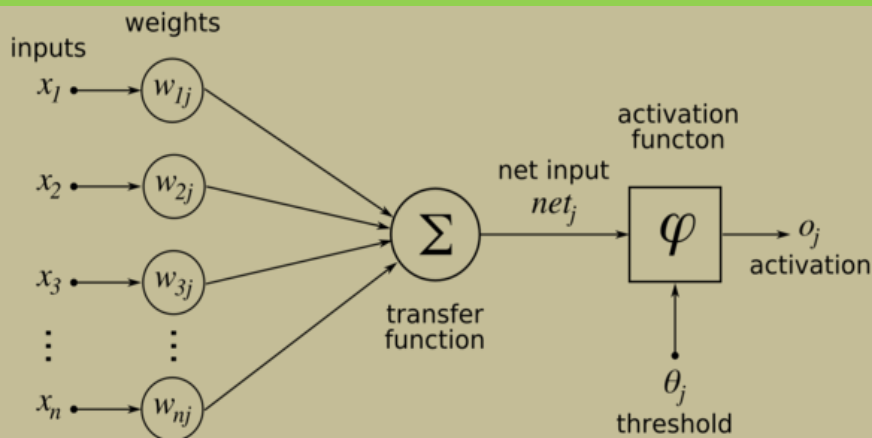 weights
inputs
x1
w1j
x2
w2j
x3
w3j
⋮
⋮
xn
wnj
Σ
transfer
function
net input
netj
activation
functon
φ
oj
activation
θj
threshold